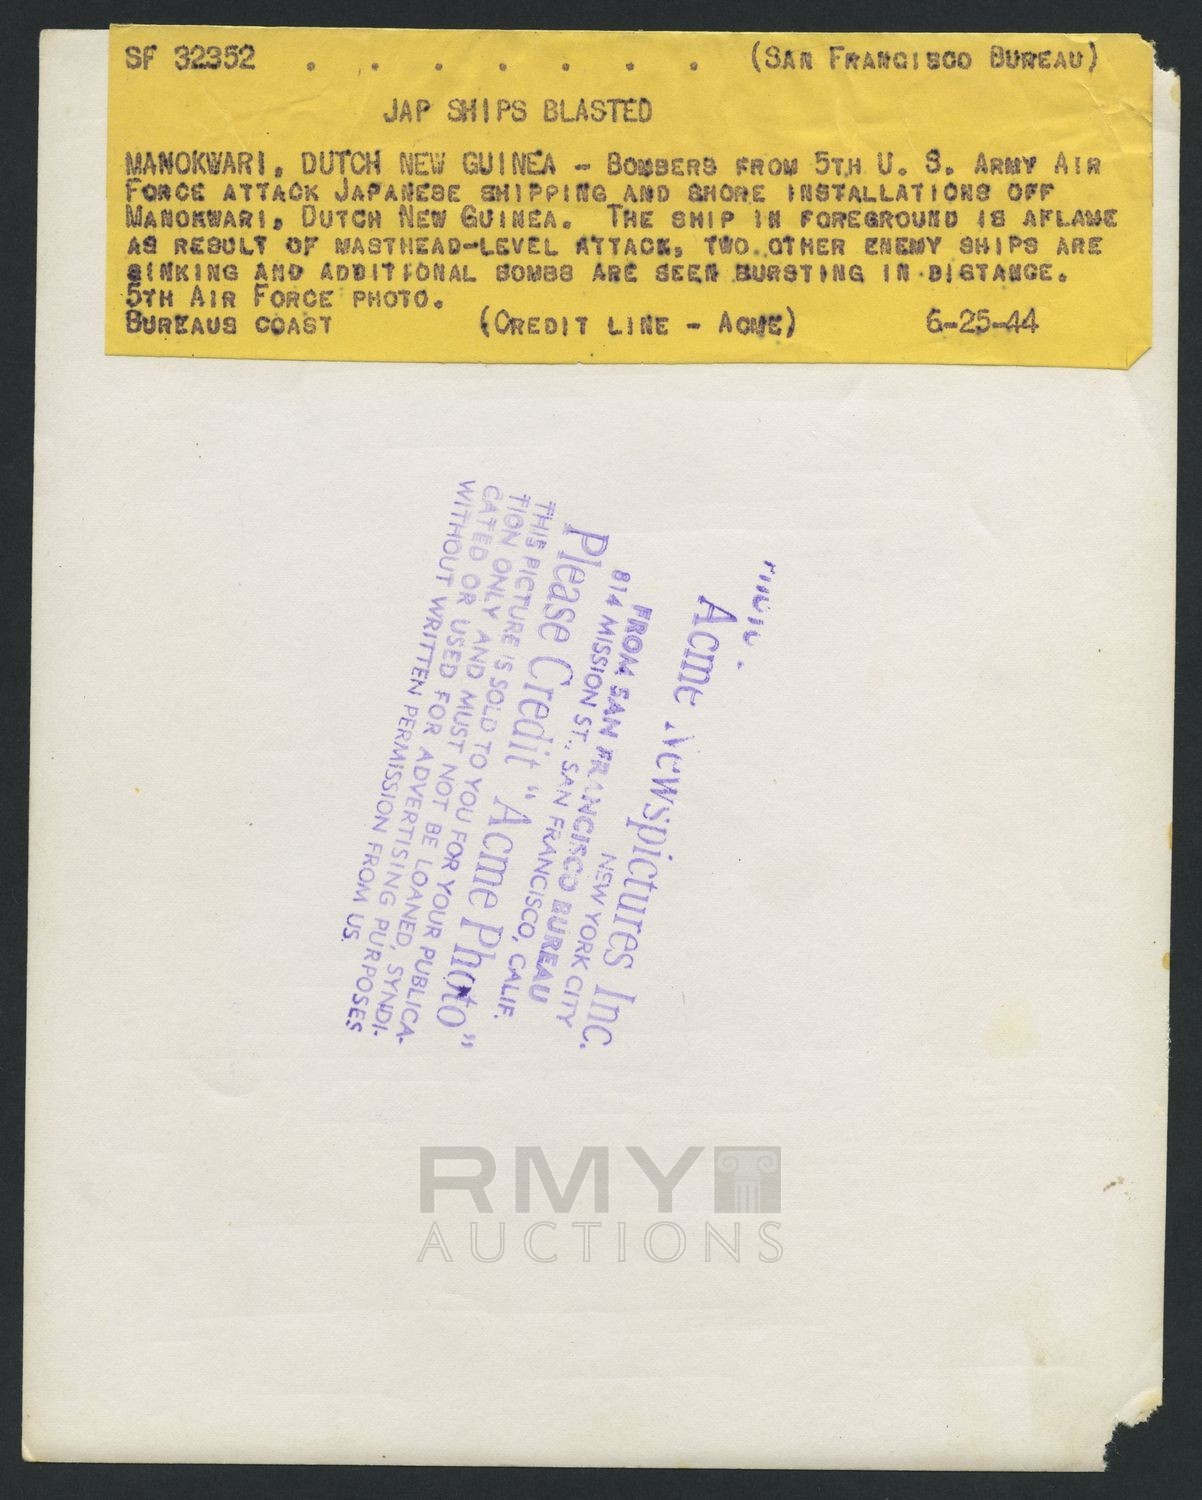 SF 32352 . . . . . . . (SAN FRANCISCO BUREAU)
JAP SHIPS BLASTED
MANOKWARI, DUTCH NEW GUINEA - BOMBERS FROM 5TH U. S. ARMY AIR
FORCE ATTACK JAPANESE SHIPPING AND SHORE INSTALLATIONS OFF
MANOKWARI, DUTCH NEW GUINEA. THE SHIP IN FOREGROUND IS AFLAME
AS RESULT OF MASTHEAD-LEVEL ATTACK, TWO OTHER ENEMY SHIPS ARE
SINKING AND ADDITIONAL BOMBS ARE SEEN BURSTING IN DISTANCE.
5TH AIR FORCE PHOTO.
BUREAUS COAST (CREDIT LINE - ACME) 6-25-44
Acme Newspictures Inc.
NEW YORK CITY
FROM SAN FRANCISCO BUREAU
814 MISSION ST., SAN FRANCISCO, CALIF.
Please Credit "Acme Photo"
THIS PICTURE IS SOLD TO YOU FOR YOUR PUBLICA-
TION ONLY AND MUST NOT BE LOANED, SYNDI-
CATED OR USED FOR ADVERTISING PURPOSES
WITHOUT WRITTEN PERMISSION FROM US.
RMY
AUCTIONS